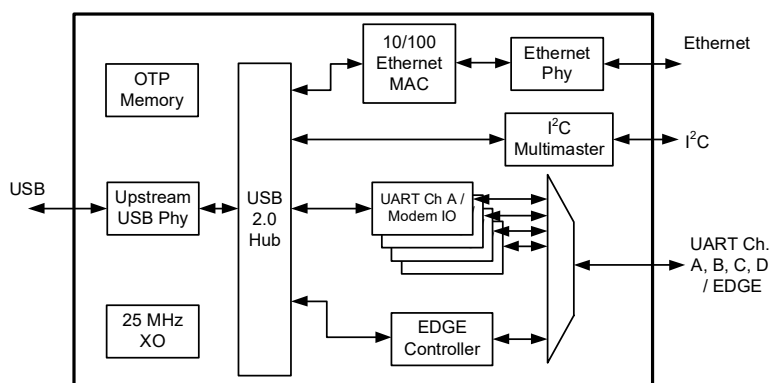 OTP
Memory
10/100
Ethernet
MAC
Ethernet
Phy
Ethernet
I²C
Multimaster
I²C
USB
Upstream
USB Phy
USB
2.0
Hub
UART Ch A /
Modem IO
UART Ch.
A, B, C, D
/ EDGE
25 MHz
XO
EDGE
Controller